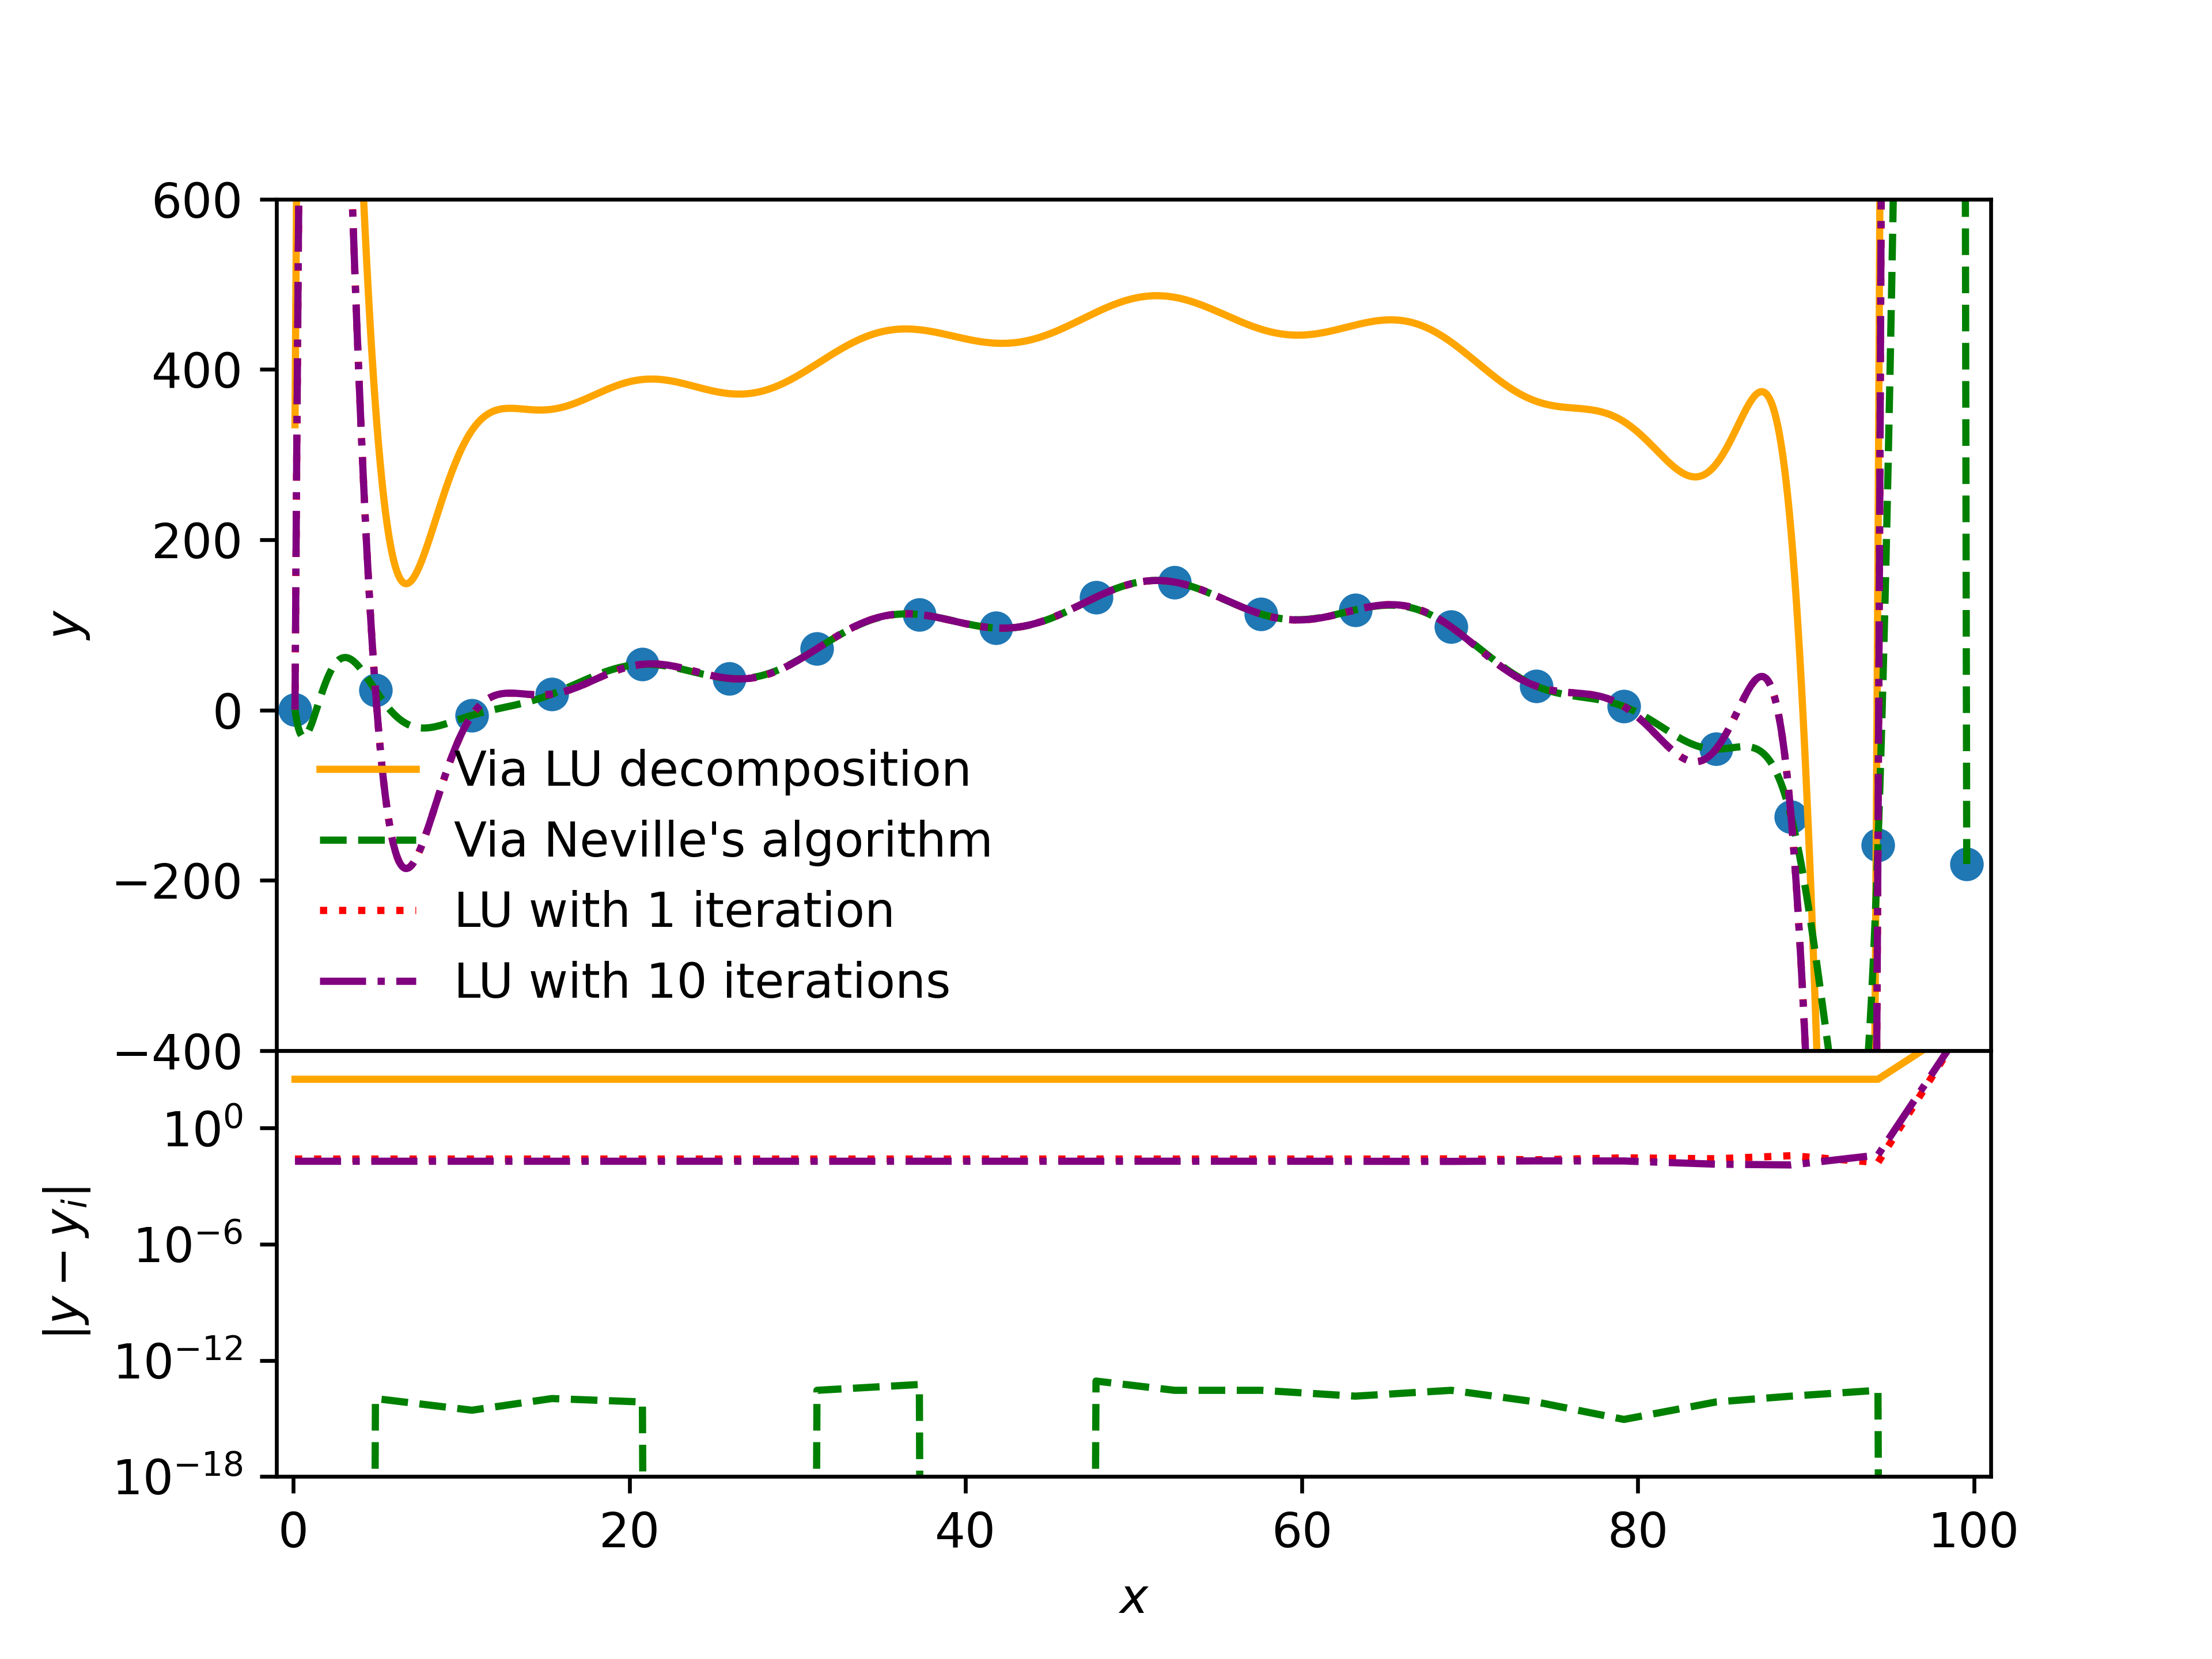 600
400
200
0
−200
−400
y
Via LU decomposition
Via Neville's algorithm
LU with 1 iteration
LU with 10 iterations
10⁰
10⁻⁶
10⁻¹²
10⁻¹⁸
|y − yᵢ|
0 20 40 60 80 100
x